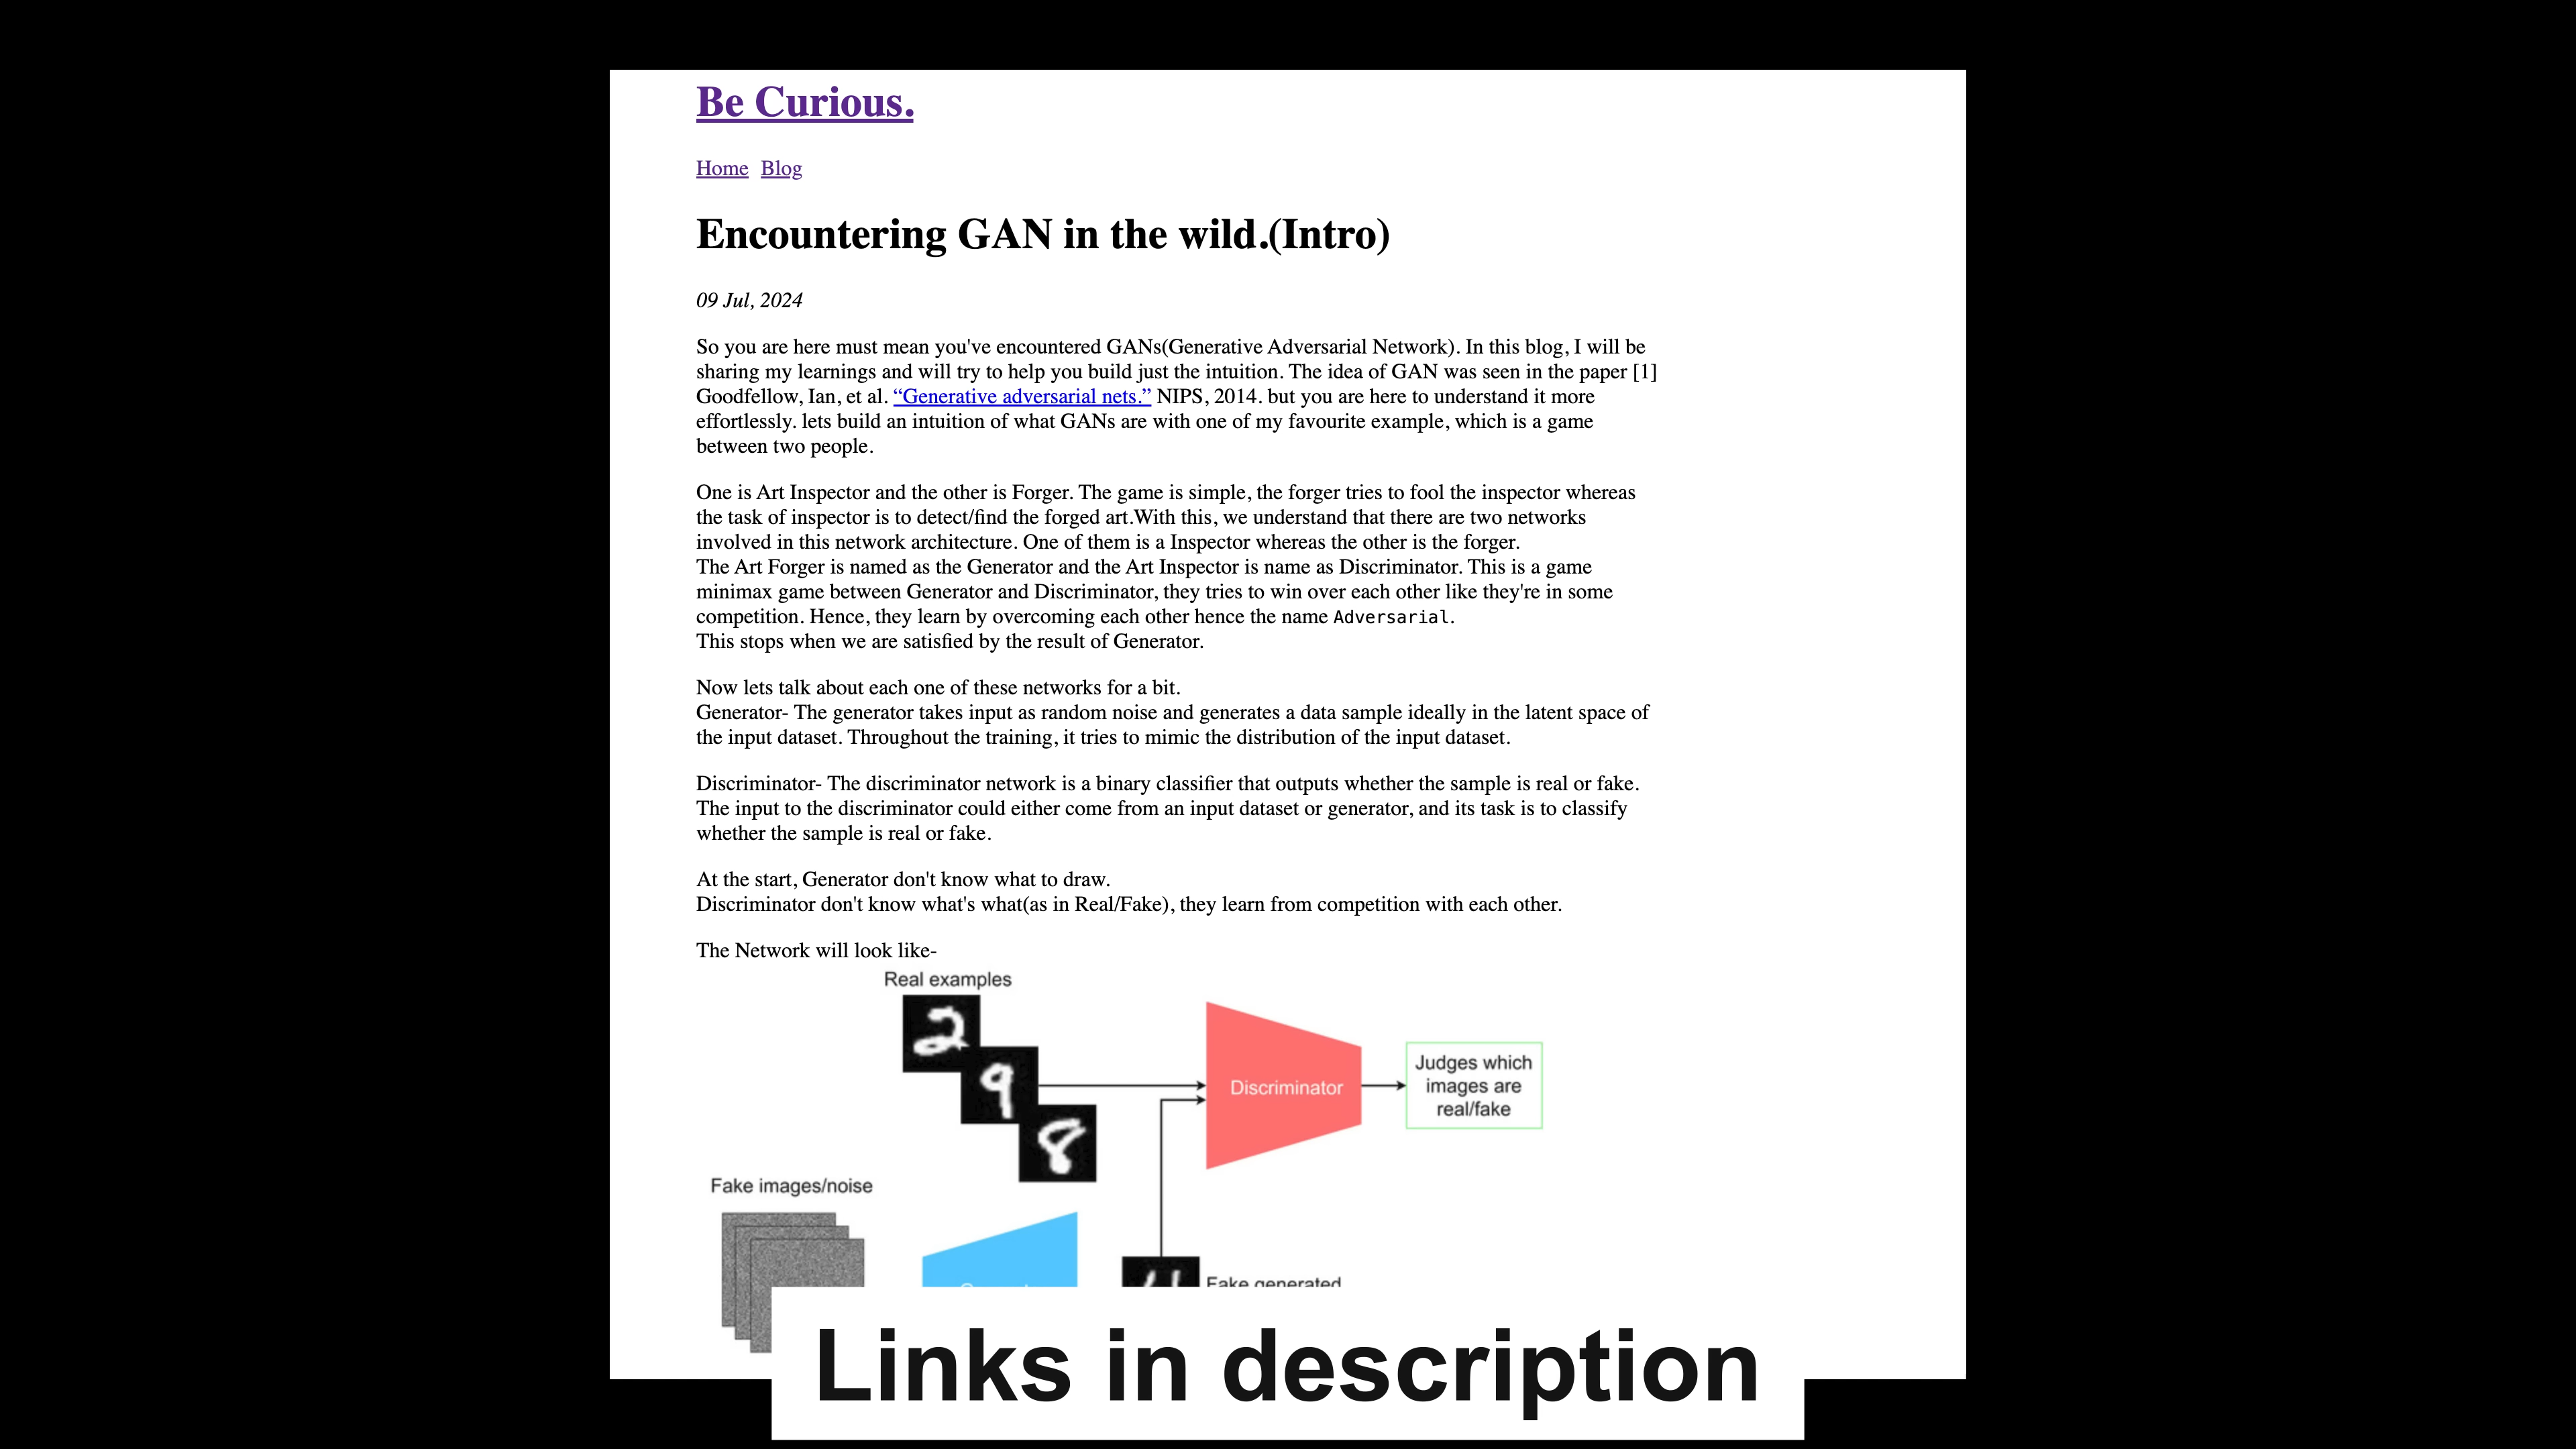 Be Curious.
Home Blog
Encountering GAN in the wild.(Intro)
09 Jul, 2024
So you are here must mean you've encountered GANs(Generative Adversarial Network). In this blog, I will be
sharing my learnings and will try to help you build just the intuition. The idea of GAN was seen in the paper [1]
Goodfellow, Ian, et al. “Generative adversarial nets.” NIPS, 2014. but you are here to understand it more
effortlessly. lets build an intuition of what GANs are with one of my favourite example, which is a game
between two people.
One is Art Inspector and the other is Forger. The game is simple, the forger tries to fool the inspector whereas
the task of inspector is to detect/find the forged art.With this, we understand that there are two networks
involved in this network architecture. One of them is a Inspector whereas the other is the forger.
The Art Forger is named as the Generator and the Art Inspector is name as Discriminator. This is a game
minimax game between Generator and Discriminator, they tries to win over each other like they're in some
competition. Hence, they learn by overcoming each other hence the name Adversarial.
This stops when we are satisfied by the result of Generator.
Now lets talk about each one of these networks for a bit.
Generator- The generator takes input as random noise and generates a data sample ideally in the latent space of
the input dataset. Throughout the training, it tries to mimic the distribution of the input dataset.
Discriminator- The discriminator network is a binary classifier that outputs whether the sample is real or fake.
The input to the discriminator could either come from an input dataset or generator, and its task is to classify
whether the sample is real or fake.
At the start, Generator don't know what to draw.
Discriminator don't know what's what(as in Real/Fake), they learn from competition with each other.
The Network will look like-
Real examples
2
9
8
Discriminator
Judges which
images are
real/fake
Fake images/noise
Fake generated
Links in description